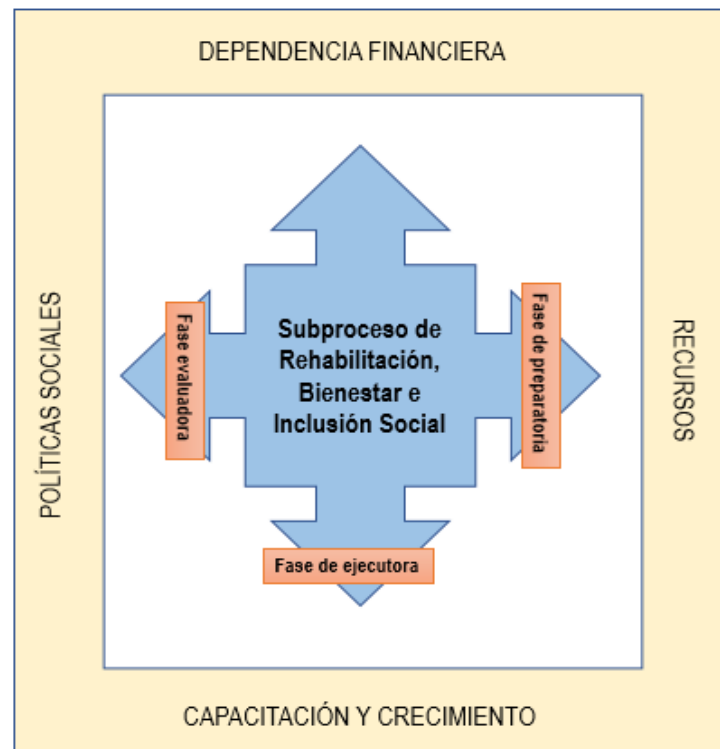 DEPENDENCIA FINANCIERA
POLÍTICAS SOCIALES
Fase evaluadora
Subproceso de
Rehabilitación,
Bienestar e
Inclusión Social
Fase de preparatoria
RECURSOS
Fase de ejecutora
CAPACITACIÓN Y CRECIMIENTO